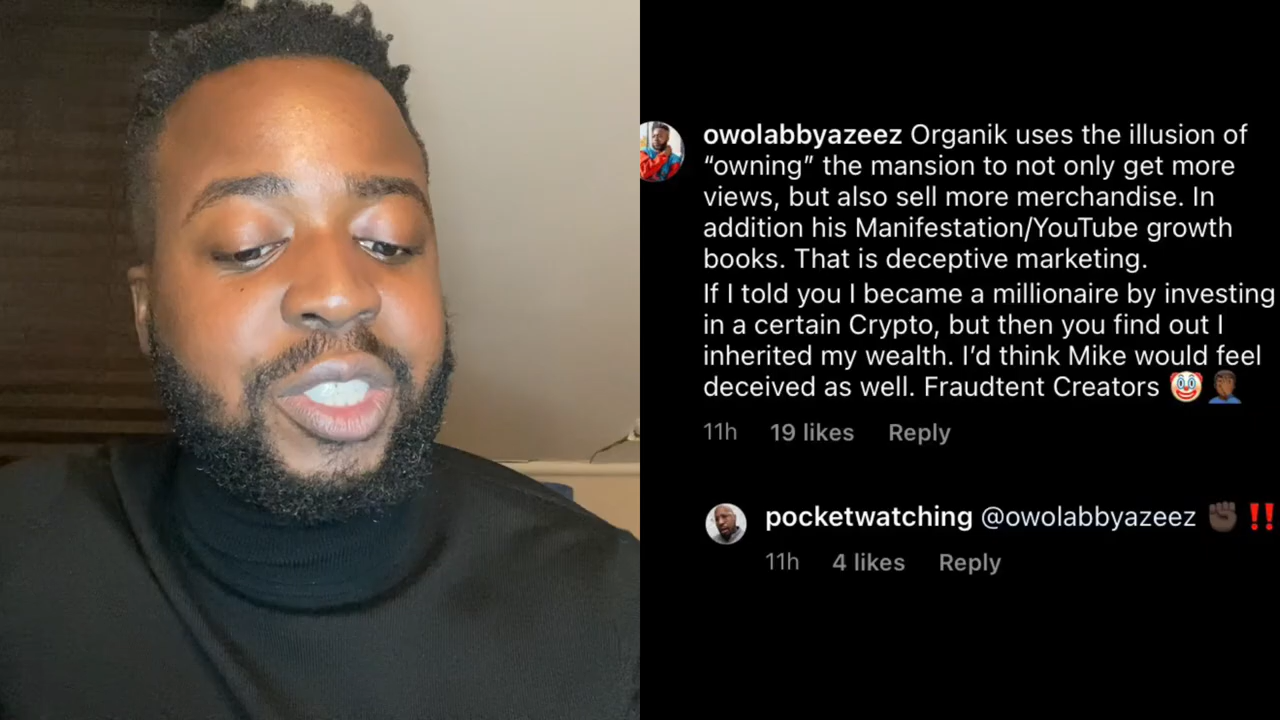 owolabbyazeez Organik uses the illusion of
“owning” the mansion to not only get more
views, but also sell more merchandise. In
addition his Manifestation/YouTube growth
books. That is deceptive marketing.
If I told you I became a millionaire by investing
in a certain Crypto, but then you find out I
inherited my wealth. I’d think Mike would feel
deceived as well. Fraudtent Creators 🤡 🤦🏾‍♂️
11h 19 likes Reply
pocketwatching @owolabbyazeez ✊🏿 ‼️
11h 4 likes Reply